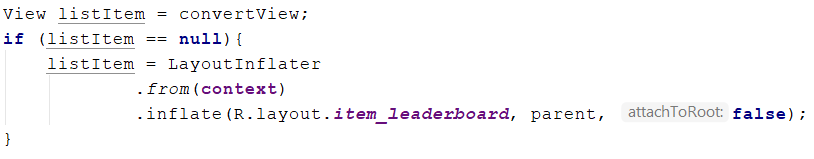 View listItem = convertView;
if (listItem == null){
    listItem = LayoutInflater
            .from(context)
            .inflate(R.layout.item_leaderboard, parent, attachToRoot: false);
}